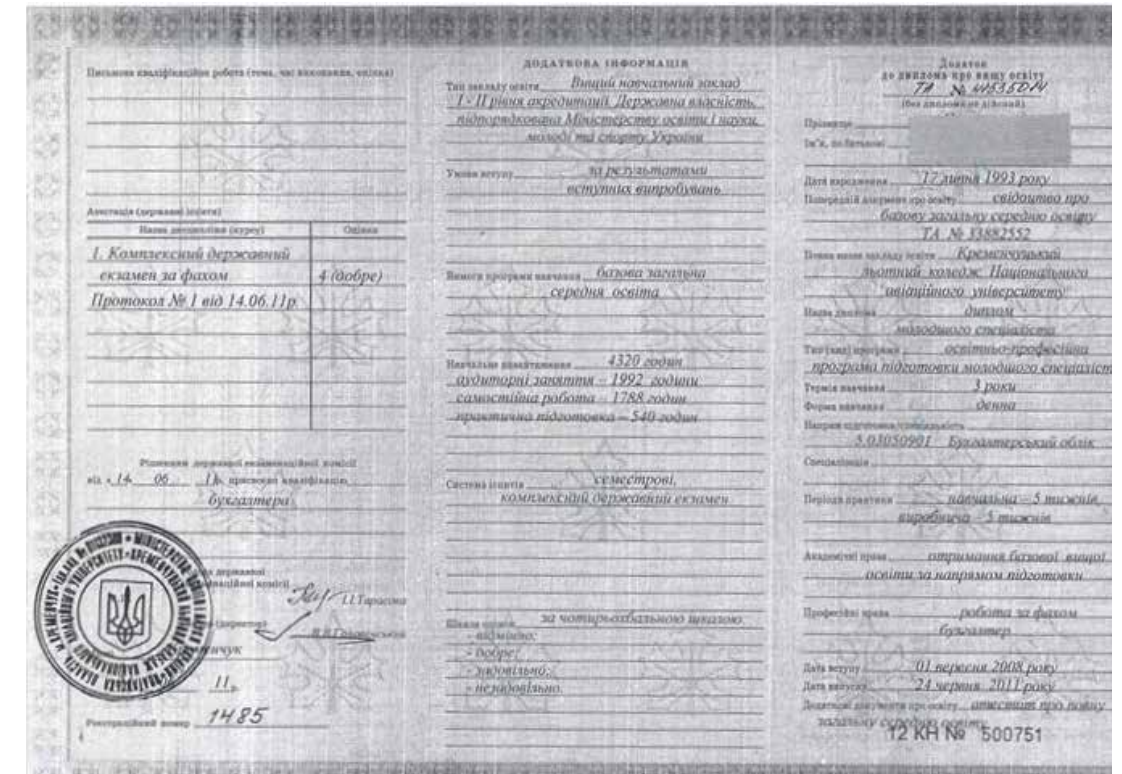 Письмова кваліфікаційна робота (тема, час виконання, оцінка)
Атестація (державні іспити)
Назва дисципліни (курсу) Оцінка
1. Комплексний державний
екзамен за фахом 4 (добре)
Протокол № 1 від 14.06.11р.
Рішенням державної екзаменаційної комісії
від «14 06 11р. присвоєно кваліфікацію
бухгалтера
державної
комісії
І.І.Тарасова
(директор)
11р.
Реєстраційний номер 1485
ДОДАТКОВА ІНФОРМАЦІЯ
Тип закладу освіти Вищий навчальний заклад
І - ІІ рівня акредитації. Державна власність,
підпорядкована Міністерству освіти і науки,
молоді та спорту України
Умови вступу за результатами
вступних випробувань
Вимоги програми навчання базова загальна
середня освіта
Навчальне навантаження 4320 годин
аудиторні заняття – 1992 години
самостійна робота – 1788 годин
практична підготовка – 540 годин
Система іспитів семестрові,
комплексний державний екзамен
Шкала оцінок за чотирьохбальною шкалою:
- відмінно;
- добре;
- задовільно;
- незадовільно.
Додаток
до диплома про вищу освіту
ТА №
(без диплома не дійсний)
Прізвище
Ім'я, по батькові
Дата народження 17 липня 1993 року
Попередній документ про освіту свідоцтво про
базову загальну середню освіту
ТА № 33882552
Повна назва закладу освіти Кременчуцький
льотний коледж Національного
авіаційного університету
Назва диплома диплом
молодшого спеціаліста
Тип (вид) програми освітньо-професійна
програма підготовки молодшого спеціаліст
Термін навчання 3 роки
Форма навчання денна
Напрям підготовки/спеціальність
5.03050901 Бухгалтерський облік
Спеціалізація
Періоди практики навчальна – 5 тижнів,
виробнича – 5 тижнів
Академічні права отримання базової вищої
освіти за напрямом підготовки
Професійні права робота за фахом
бухгалтер
Дата вступу 01 вересня 2008 року
Дата випуску 24 червня 2011 року
Додаткові документи про освіту атестат про повну
загальну середню освіту
12 КН № 500751